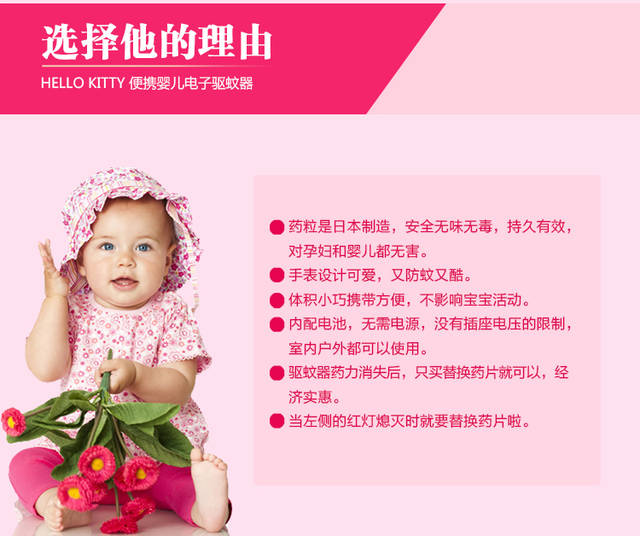 选择他的理由
HELLO KITTY 便携婴儿电子驱蚊器
药粒是日本制造，安全无味无毒，持久有效，
对孕妇和婴儿都无害。
手表设计可爱，又防蚊又酷。
体积小巧携带方便，不影响宝宝活动。
内配电池，无需电源，没有插座电压的限制，
室内户外都可以使用。
驱蚊器药力消失后，只买替换药片就可以，经
济实惠。
当左侧的红灯熄灭时就要替换药片啦。